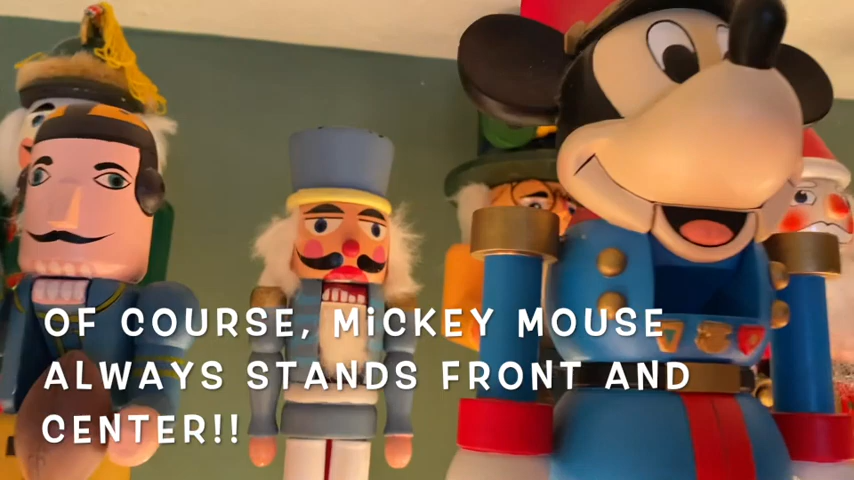 OF COURSE, MiCKEY MOUSE
ALWAYS STANDS FRONT AND
CENTER!!